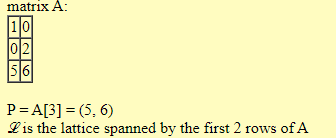 matrix A:
1 0
0 2
5 6
P = A[3] = (5, 6)
ℒ is the lattice spanned by the first 2 rows of A